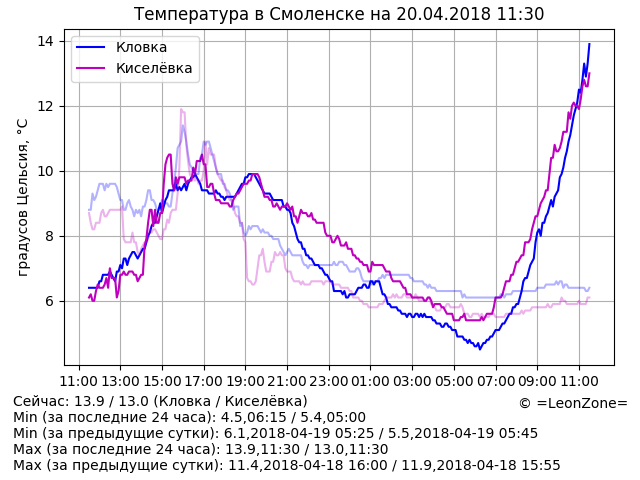 Температура в Смоленске на 20.04.2018 11:30
Кловка
Киселёвка
градусов Цельсия, °C
14
12
10
8
6
11:00 13:00 15:00 17:00 19:00 21:00 23:00 01:00 03:00 05:00 07:00 09:00 11:00
Сейчас: 13.9 / 13.0 (Кловка / Киселёвка)
© =LeonZone=
Min (за последние 24 часа): 4.5,06:15 / 5.4,05:00
Min (за предыдущие сутки): 6.1,2018-04-19 05:25 / 5.5,2018-04-19 05:45
Max (за последние 24 часа): 13.9,11:30 / 13.0,11:30
Max (за предыдущие сутки): 11.4,2018-04-18 16:00 / 11.9,2018-04-18 15:55